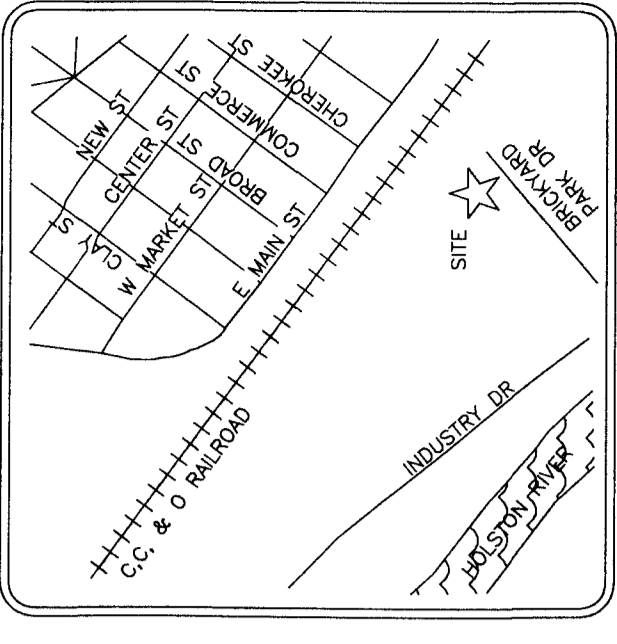 CHEROKEE ST
COMMERCE ST
BROAD ST
NEW ST
CENTER ST
CLAY ST
W MARKET ST
E MAIN ST
BRICKYARD
PARK DR
SITE
INDUSTRY DR
C.C. & O RAILROAD
HOLSTON RIVER